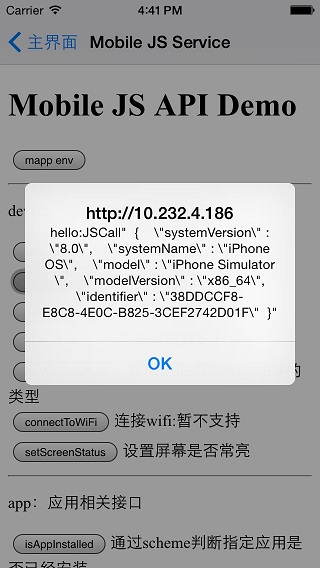 Carrier 4:41 PM
主界面 Mobile JS Service
Mobile JS API Demo
mapp env
de
http://10.232.4.186
hello:JSCall" { \"systemVersion\" :
\"8.0\", \"systemName\" : \"iPhone
OS\", \"model\" : \"iPhone Simulator
\", \"modelVersion\" : \"x86_64\",
\"identifier\" : \"38DDCCF8-
E8C8-4E0C-B825-3CEF2742D01F\" }"
OK
的
类型
connectToWiFi 连接wifi:暂不支持
setScreenStatus 设置屏幕是否常亮
app：应用相关接口
isAppInstalled 通过scheme判断指定应用是
否已经安装